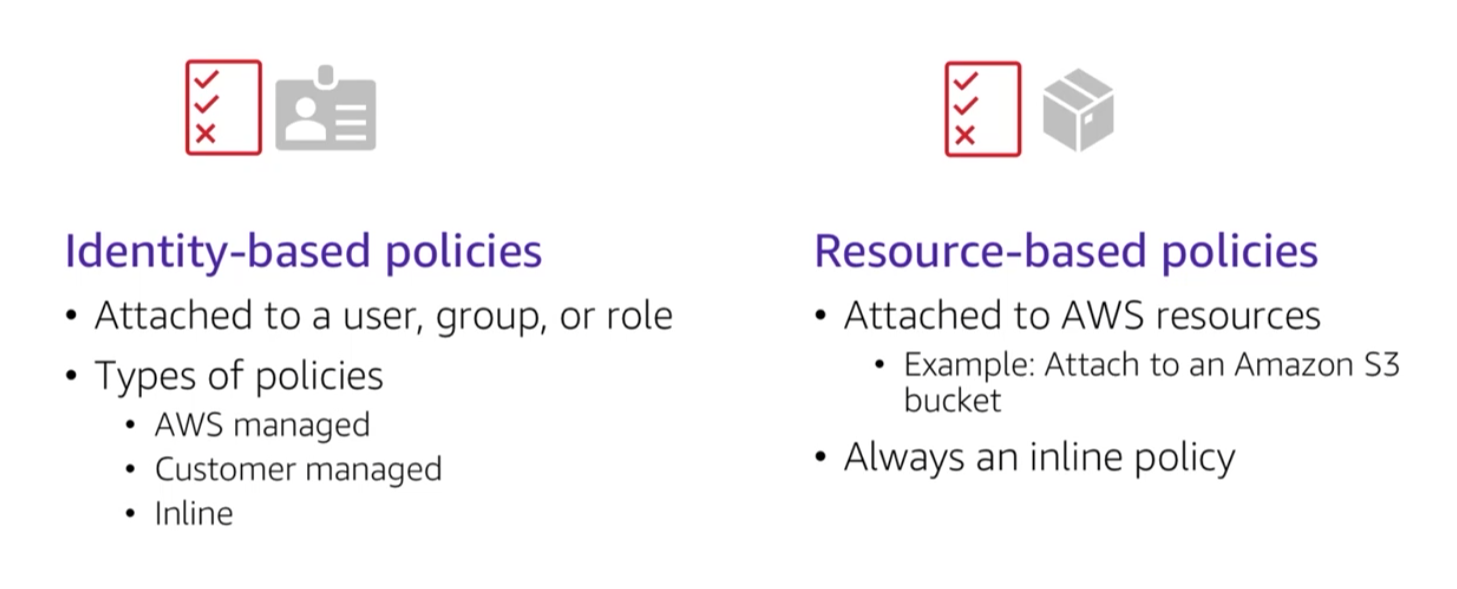 Identity-based policies
• Attached to a user, group, or role
• Types of policies
• AWS managed
• Customer managed
• Inline
Resource-based policies
• Attached to AWS resources
• Example: Attach to an Amazon S3
bucket
• Always an inline policy